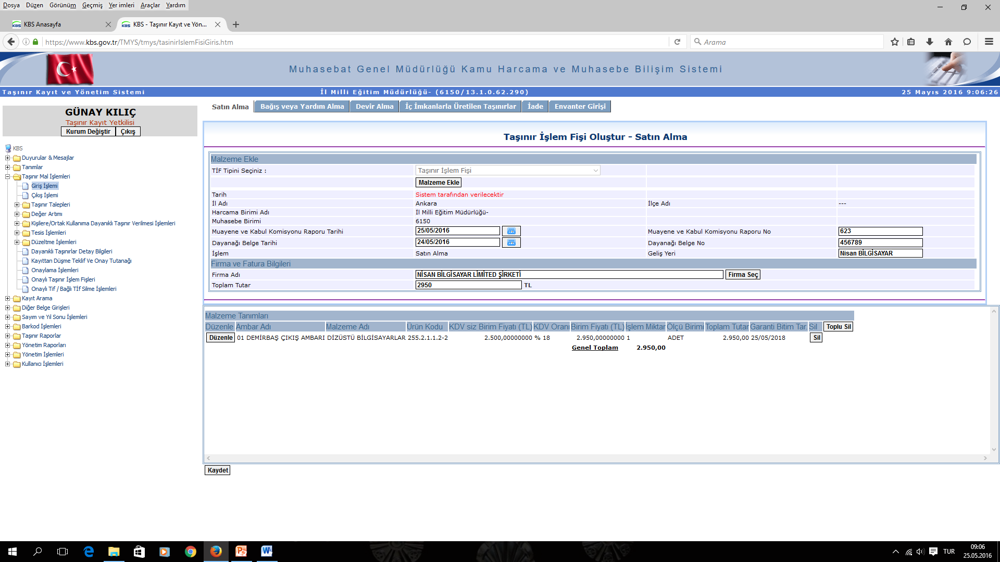 Dosya Düzen Görünüm Geçmiş Yer imleri Araçlar Yardım
KBS Anasayfa
KBS - Taşınır Kayıt ve Yön...
https://www.kbs.gov.tr/TMYS/tmys/tasinirIslemFisiGiris.htm
Arama
Muhasebat Genel Müdürlüğü Kamu Harcama ve Muhasebe Bilişim Sistemi
Taşınır Kayıt ve Yönetim Sistemi İl Milli Eğitim Müdürlüğü- (6150/13.1.0.62.290) 25 Mayıs 2016 9:06:26
GÜNAY KILIÇ
Taşınır Kayıt Yetkilisi
Kurum Değiştir Çıkış
KBS
Duyurular & Mesajlar
Tanımlar
Taşınır Mal İşlemleri
Giriş İşlemi
Çıkış İşlemi
Taşınır Talepleri
Değer Artımı
Kişilere/Ortak Kullanıma Dayanıklı Taşınır Verilmesi İşlemleri
Tesis İşlemleri
Düzeltme İşlemleri
Dayanıklı Taşınırlar Detay Bilgileri
Kayıttan Düşme Teklif Ve Onay Tutanağı
Onaylama İşlemleri
Onaylı Taşınır İşlem Fişleri
Onaylı Tif / Bağlı Tİf Silme İşlemleri
Kayıt Arama
Diğer Belge Girişleri
Sayım ve Yıl Sonu İşlemleri
Barkod İşlemleri
Taşınır Raporlar
Yönetim Raporları
Yönetim İşlemleri
Kullanıcı İşlemleri
Satın Alma Bağış veya Yardım Alma Devir Alma İç İmkanlarla Üretilen Taşınırlar İade Envanter Girişi
Taşınır İşlem Fişi Oluştur - Satın Alma
Malzeme Ekle
TİF Tipini Seçiniz : Taşınır İşlem Fişi
Malzeme Ekle
Tarih Sistem tarafından verilecektir
İl Adı Ankara İlçe Adı ---
Harcama Birimi Adı İl Milli Eğitim Müdürlüğü-
Muhasebe Birimi 6150
Muayene ve Kabul Komisyonu Raporu Tarihi 25/05/2016 Muayene ve Kabul Komisyonu Raporu No 623
Dayanağı Belge Tarihi 24/05/2016 Dayanağı Belge No 456789
İşlem Satın Alma Geliş Yeri Nisan BİLGİSAYAR
Firma ve Fatura Bilgileri
Firma Adı NİSAN BİLGİSAYAR LİMİTED ŞİRKETİ Firma Seç
Toplam Tutar 2950 TL
Malzeme Tanımları
Düzenle Ambar Adı Malzeme Adı Ürün Kodu KDV siz Birim Fiyatı (TL) KDV Oranı Birim Fiyatı (TL) İşlem Miktar Ölçü Birimi Toplam Tutar Garanti Bitim Tar. Sil Toplu Sil
Düzenle 01 DEMİRBAŞ ÇIKIŞ AMBARI DİZÜSTÜ BİLGİSAYARLAR 255.2.1.1.2-2 2.500,00000000 % 18 2.950,00000000 1 ADET 2.950,00 25/05/2018 Sil
Genel Toplam 2.950,00
Kaydet
TUR
09:06
25.05.2016